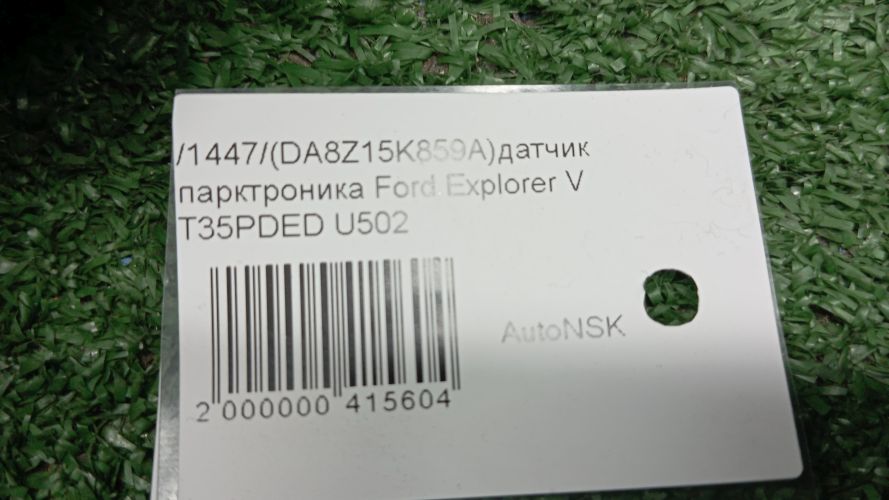 /1447/(DA8Z15K859A)датчик
парктроника Ford Explorer V
T35PDED U502
AutoNSK
2 000000 415604